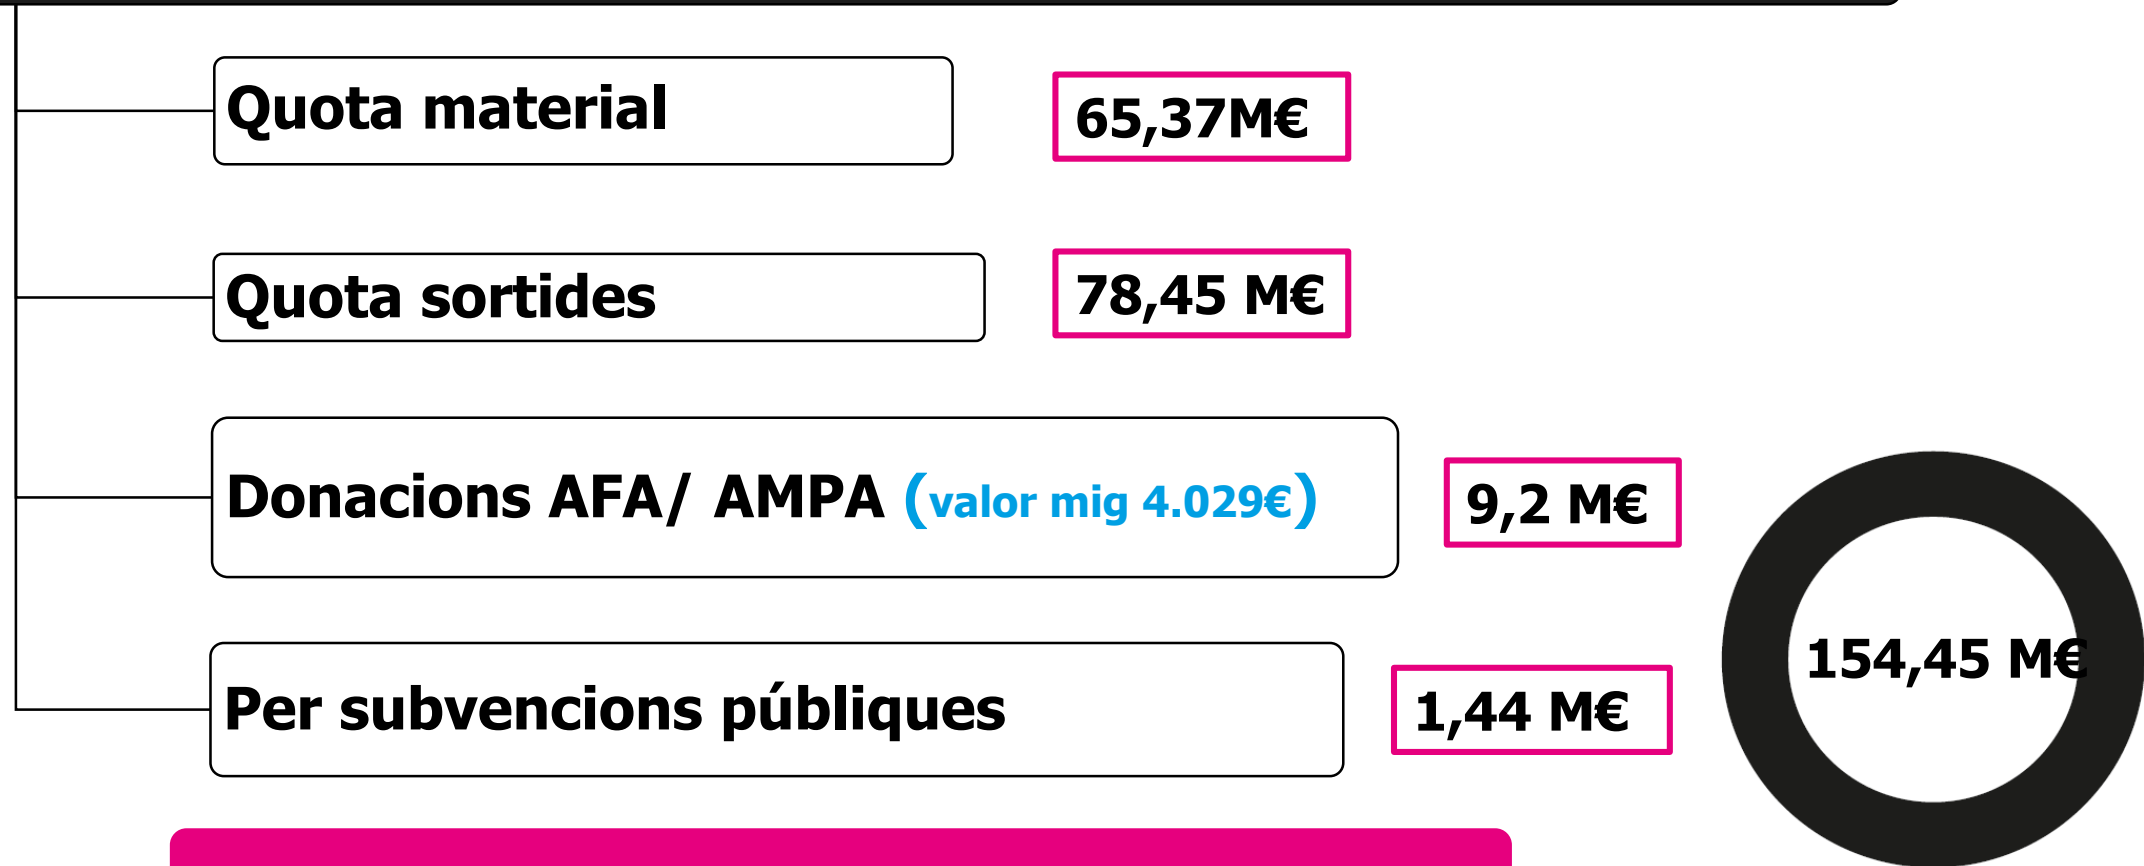 Quota material
65,37M€
Quota sortides
78,45 M€
Donacions AFA/ AMPA (valor mig 4.029€)
9,2 M€
154,45 M€
Per subvencions públiques
1,44 M€